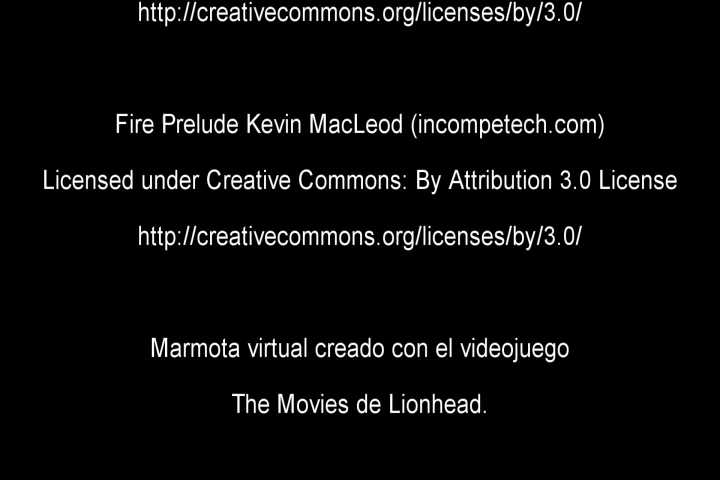 http://creativecommons.org/licenses/by/3.0/
Fire Prelude Kevin MacLeod (incompetech.com)
Licensed under Creative Commons: By Attribution 3.0 License
http://creativecommons.org/licenses/by/3.0/
Marmota virtual creado con el videojuego
The Movies de Lionhead.